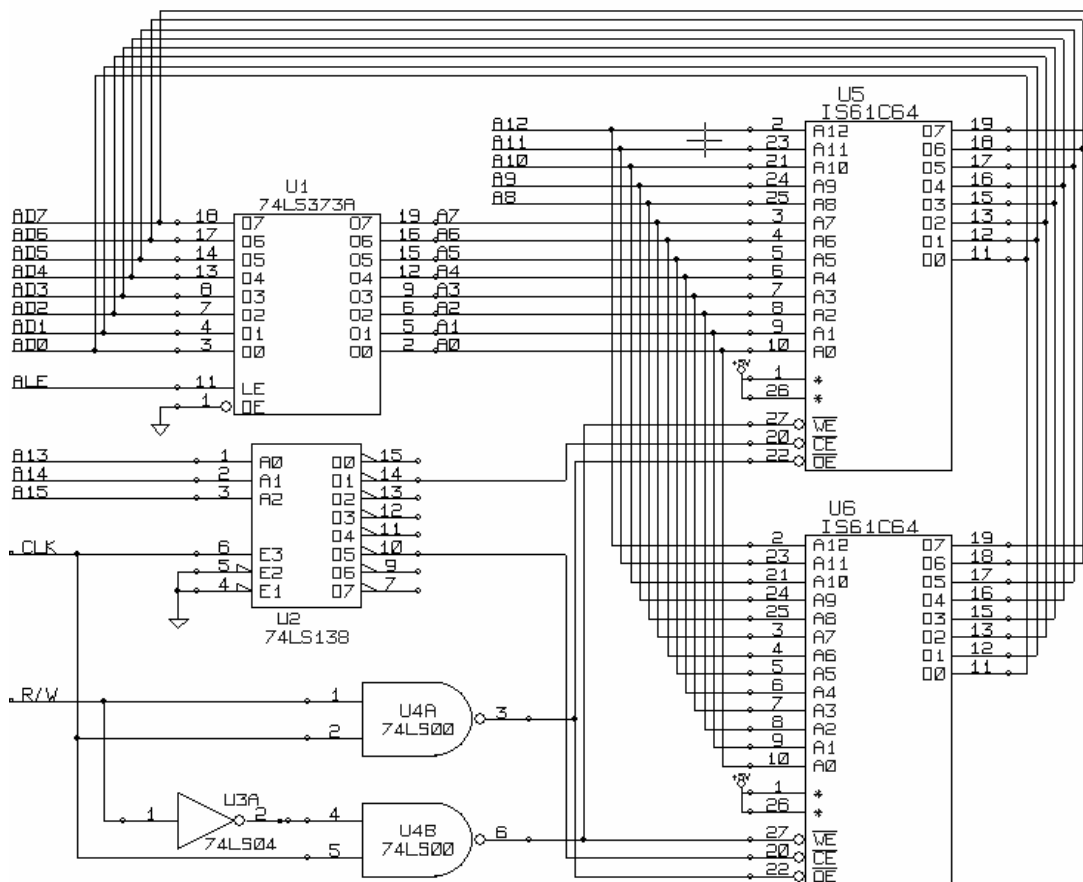 U5
IS61C64
A12 2 A12 O7 19
A11 23 A11 O6 18
A10 21 A10 O5 17
A9 24 A9 O4 16
A8 25 A8 O3 15
3 A7 O2 13
4 A6 O1 12
5 A5 O0 11
6 A4
7 A3
8 A2
9 A1
10 A0
+5V
1 *
26 *
27 WE
20 CE
22 OE
U1
74LS373A
AD7 18 O7 O7 19 A7
AD6 17 O6 O6 16 A6
AD5 14 O5 O5 15 A5
AD4 13 O4 O4 12 A4
AD3 8 O3 O3 9 A3
AD2 7 O2 O2 6 A2
AD1 4 O1 O1 5 A1
AD0 3 O0 O0 2 A0
ALE 11 LE
1 OE
A13 1 A0 O0 15
A14 2 A1 O1 14
A15 3 A2 O2 13
O3 12
O4 11
CLK 6 E3 O5 10
5 E2 O6 9
4 E1 O7 7
U2
74LS138
U6
IS61C64
2 A12 O7 19
23 A11 O6 18
21 A10 O5 17
24 A9 O4 16
25 A8 O3 15
3 A7 O2 13
4 A6 O1 12
5 A5 O0 11
6 A4
7 A3
8 A2
9 A1
10 A0
+5V
1 *
26 *
27 WE
20 CE
22 OE
R/W 1 U4A 3
2 74LS00
U3A
1 2
74LS04
4 U4B 6
5 74LS00